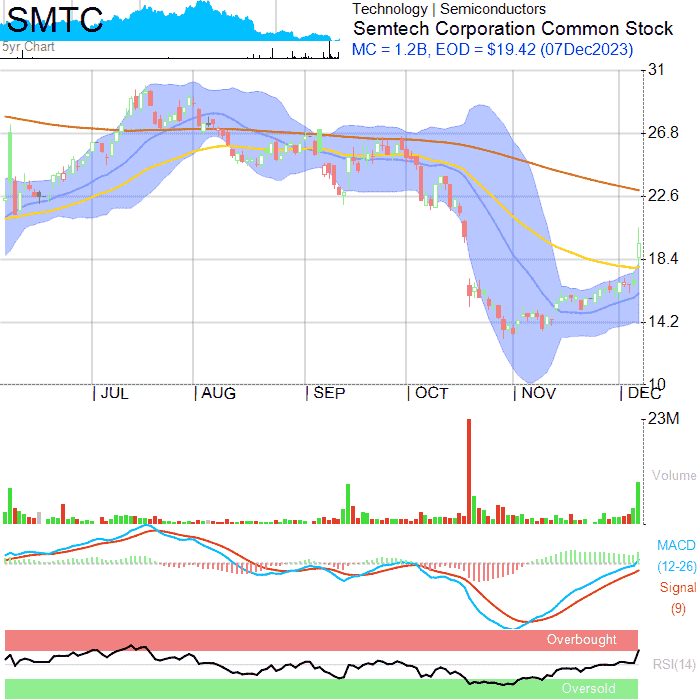 SMTC
5yr Chart
Technology | Semiconductors
Semtech Corporation Common Stock
MC = 1.2B, EOD = $19.42 (07Dec2023)
31
26.8
22.6
18.4
14.2
10
JUL AUG SEP OCT NOV DEC
23M
Volume
MACD
(12-26)
Signal
(9)
Overbought
RSI(14)
Oversold